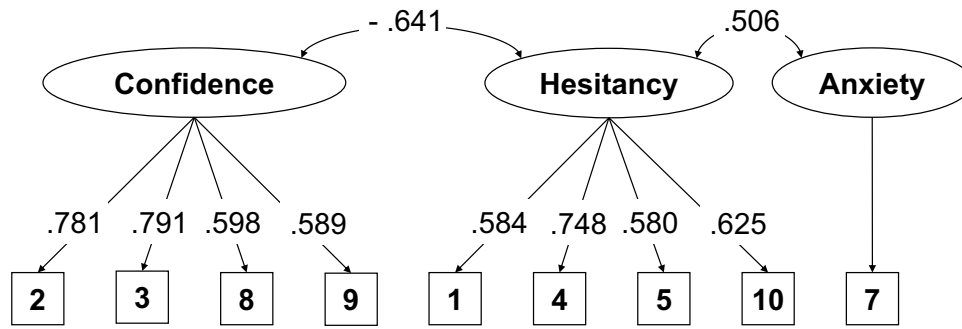 - .641 .506
Confidence Hesitancy Anxiety
.781 .791 .598 .589 .584 .748 .580 .625
2 3 8 9 1 4 5 10 7